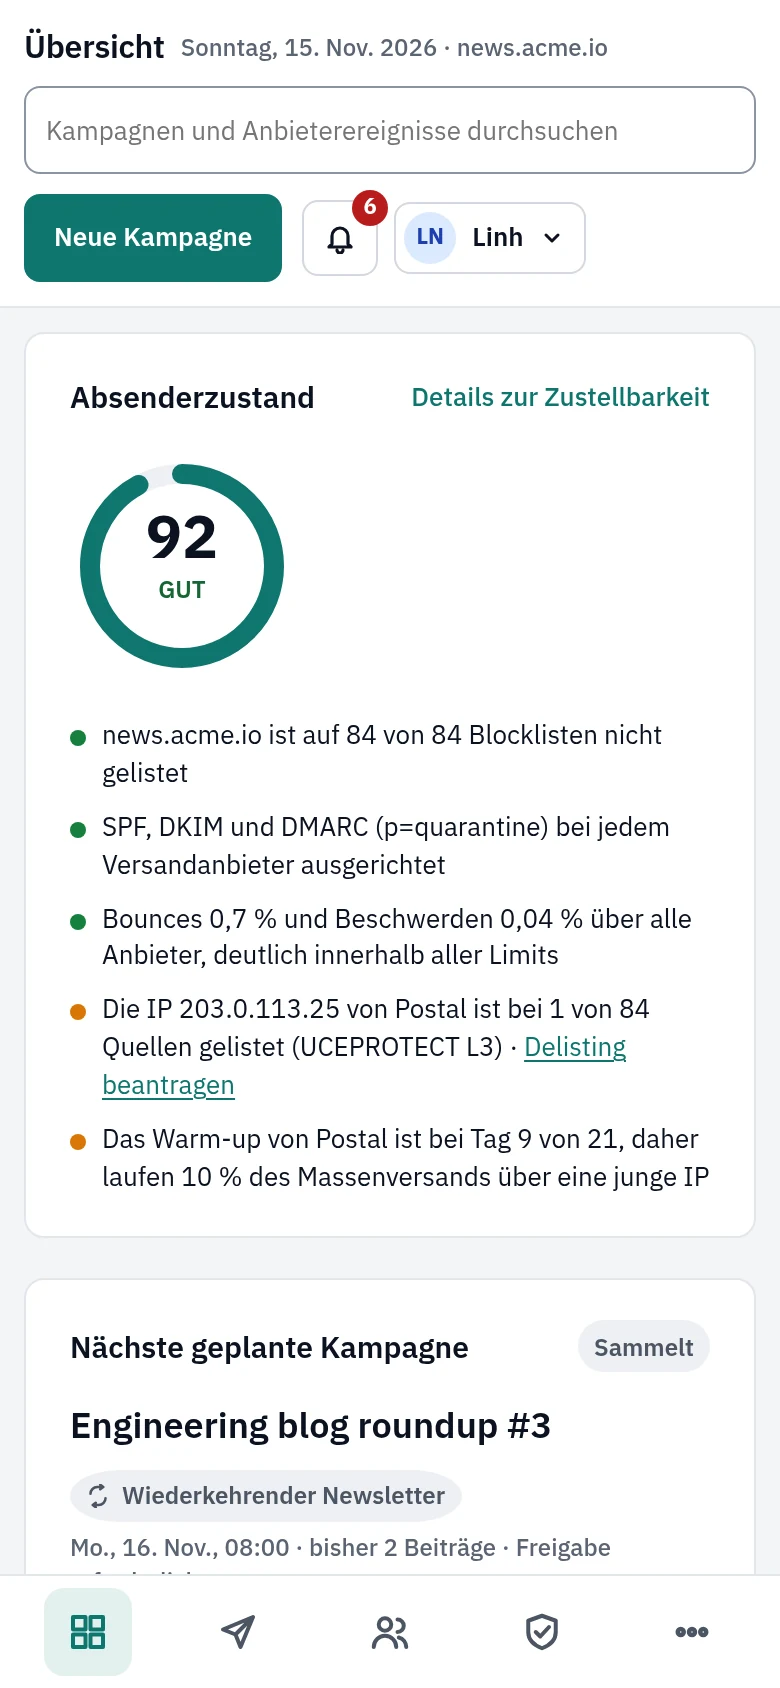 Übersicht Sonntag, 15. Nov. 2026 · news.acme.io
Kampagnen und Anbieterereignisse durchsuchen
Neue Kampagne
6
LN Linh
Absenderzustand
Details zur Zustellbarkeit
92
GUT
news.acme.io ist auf 84 von 84 Blocklisten nicht
gelistet
SPF, DKIM und DMARC (p=quarantine) bei jedem
Versandanbieter ausgerichtet
Bounces 0,7 % und Beschwerden 0,04 % über alle
Anbieter, deutlich innerhalb aller Limits
Die IP 203.0.113.25 von Postal ist bei 1 von 84
Quellen gelistet (UCEPROTECT L3) · Delisting
beantragen
Das Warm-up von Postal ist bei Tag 9 von 21, daher
laufen 10 % des Massenversands über eine junge IP
Nächste geplante Kampagne
Sammelt
Engineering blog roundup #3
Wiederkehrender Newsletter
Mo., 16. Nov., 08:00 · bisher 2 Beiträge · Freigabe